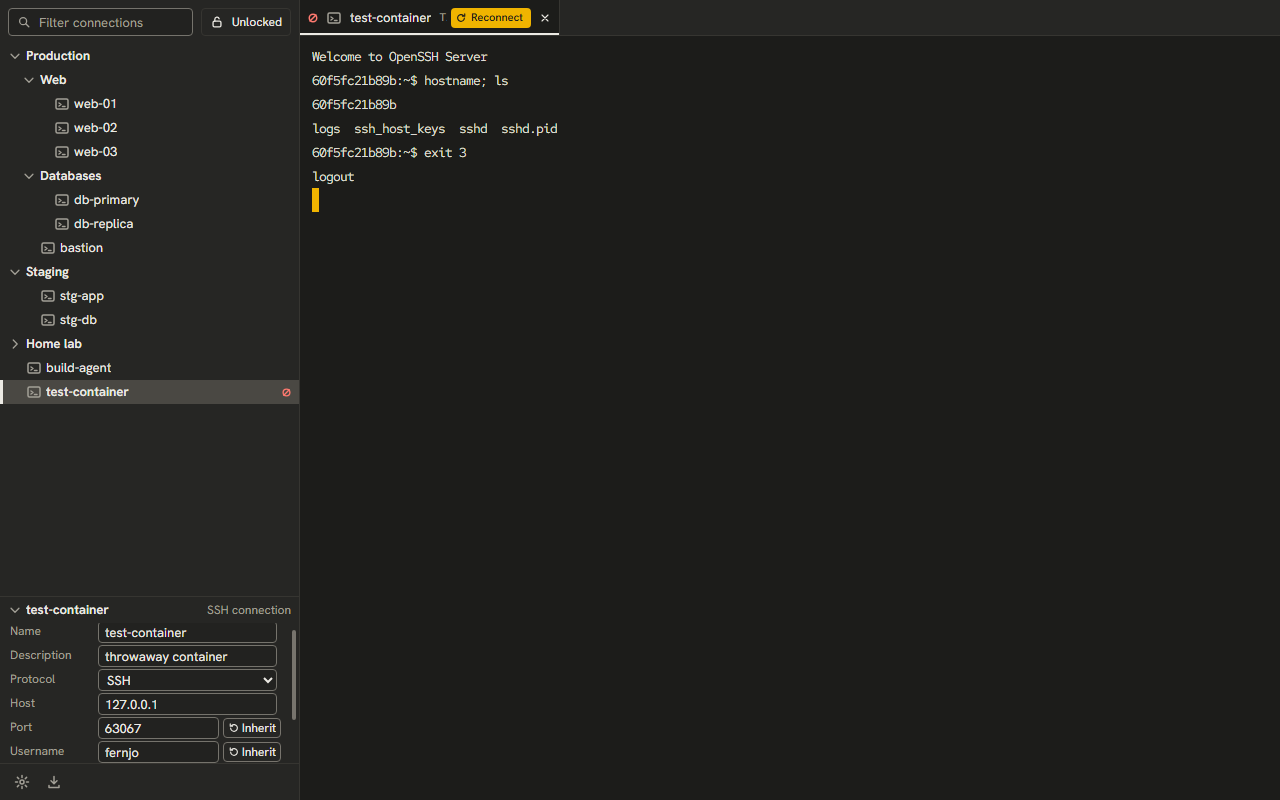 Filter connections
Unlocked
Production
Web
web-01
web-02
web-03
Databases
db-primary
db-replica
bastion
Staging
stg-app
stg-db
Home lab
build-agent
test-container
test-container SSH connection
Name test-container
Description throwaway container
Protocol SSH
Host 127.0.0.1
Port 63067 Inherit
Username fernjo Inherit
test-container T Reconnect
Welcome to OpenSSH Server
60f5fc21b89b:~$ hostname; ls
60f5fc21b89b
logs  ssh_host_keys  sshd  sshd.pid
60f5fc21b89b:~$ exit 3
logout